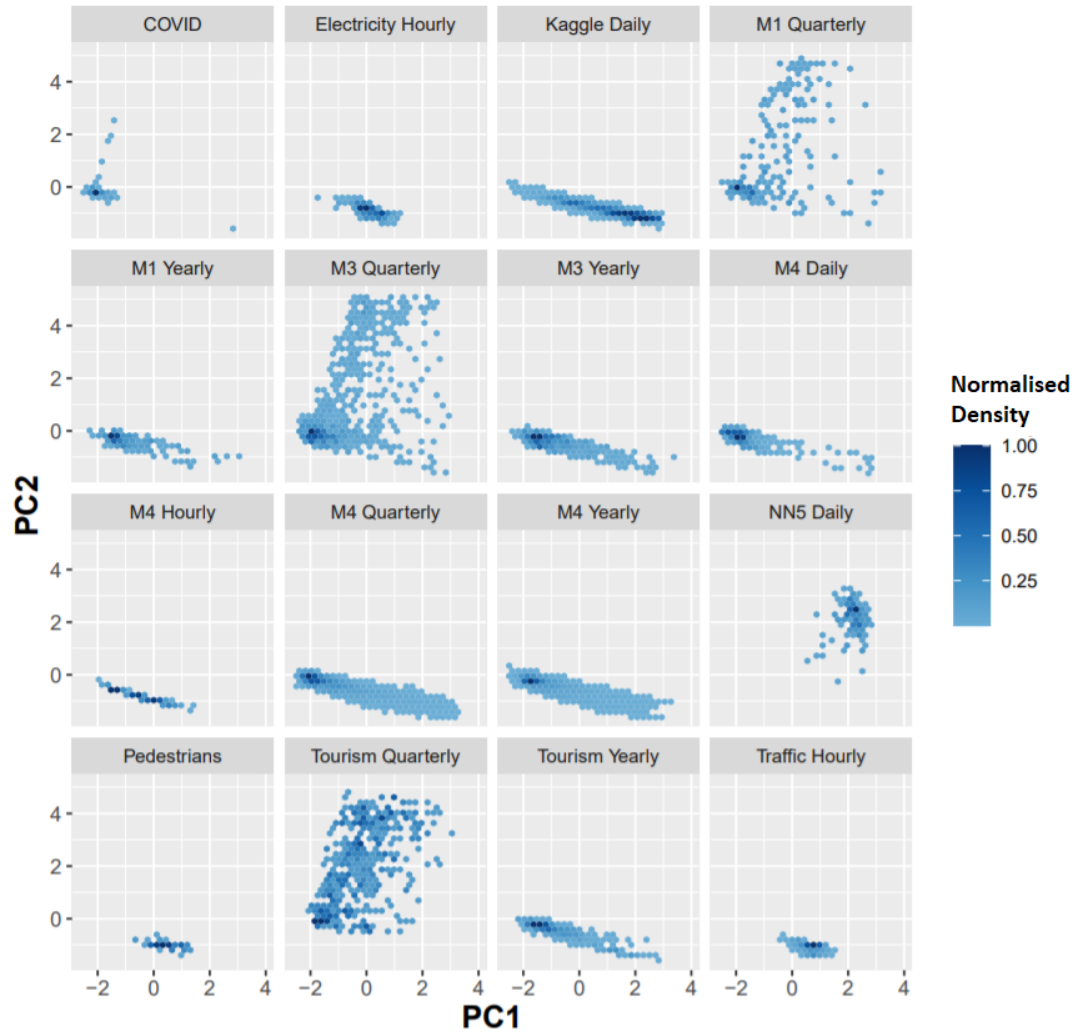 COVID Electricity Hourly Kaggle Daily M1 Quarterly
4
2
0
M1 Yearly M3 Quarterly M3 Yearly M4 Daily
4
2
0
M4 Hourly M4 Quarterly M4 Yearly NN5 Daily
4
2
0
Pedestrians Tourism Quarterly Tourism Yearly Traffic Hourly
4
2
0
−2 0 2 4 −2 0 2 4 −2 0 2 4 −2 0 2 4
PC1
PC2
Normalised
Density
1.00
0.75
0.50
0.25